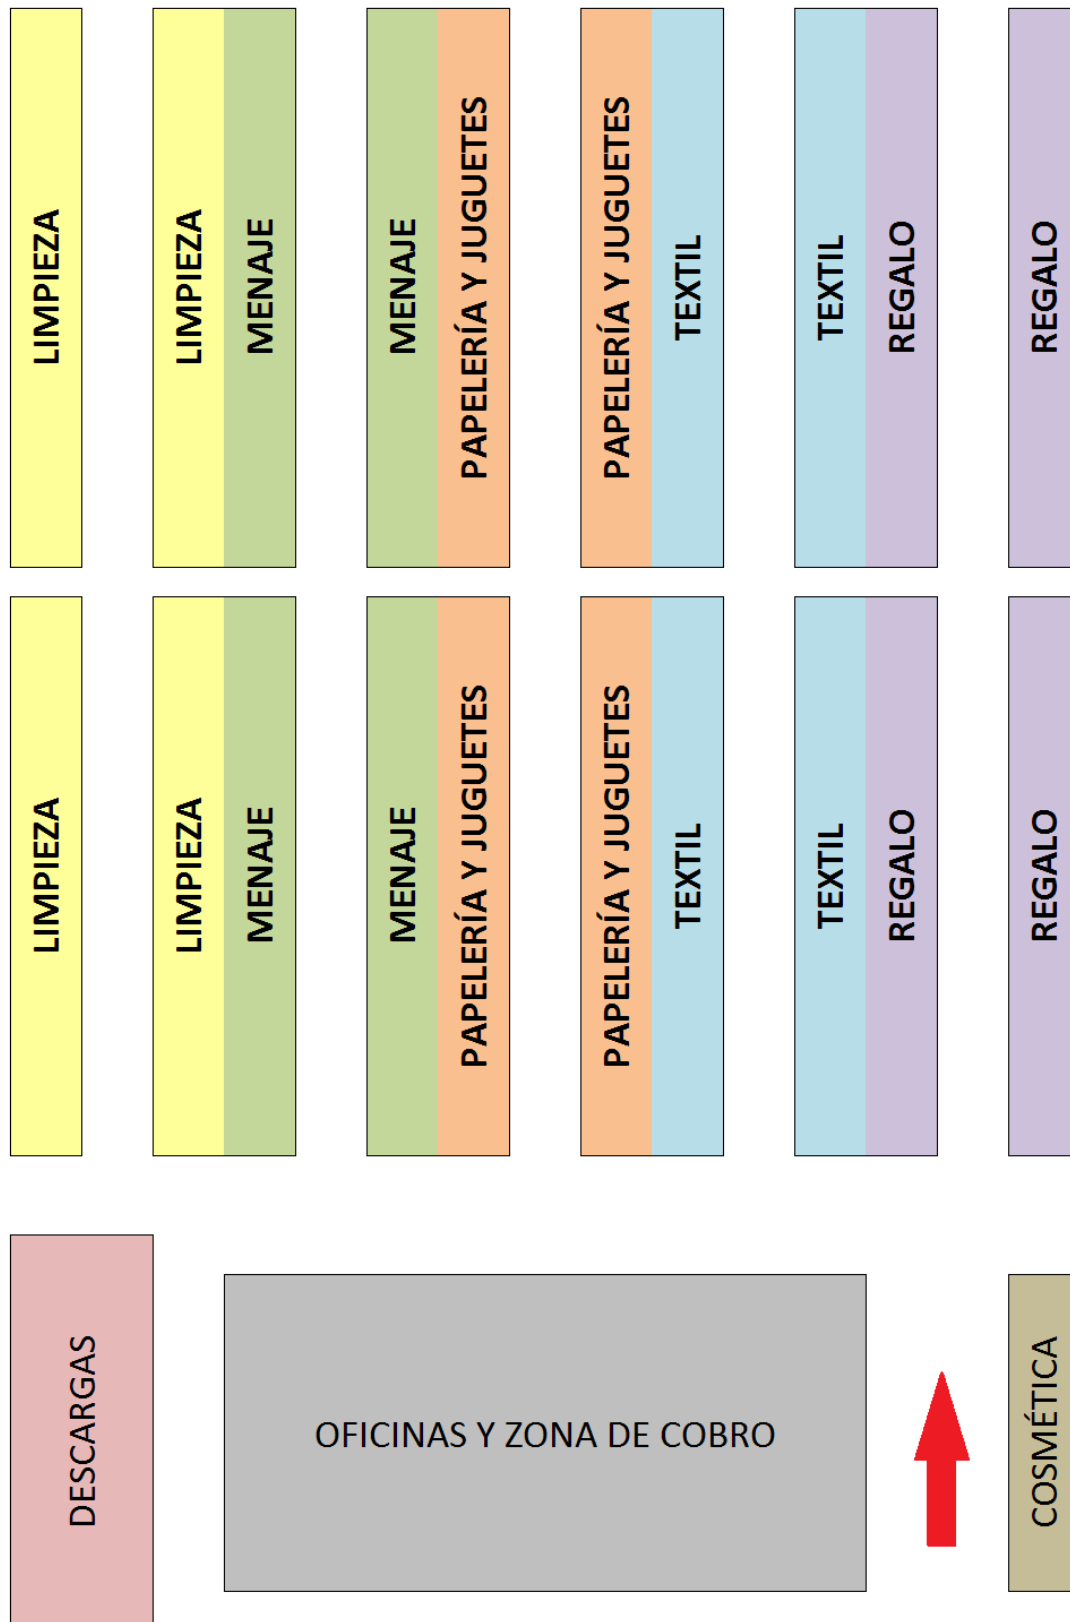 LIMPIEZA
LIMPIEZA
MENAJE
MENAJE
PAPELERÍA Y JUGUETES
PAPELERÍA Y JUGUETES
TEXTIL
TEXTIL
REGALO
REGALO
LIMPIEZA
LIMPIEZA
MENAJE
MENAJE
PAPELERÍA Y JUGUETES
PAPELERÍA Y JUGUETES
TEXTIL
TEXTIL
REGALO
REGALO
DESCARGAS
OFICINAS Y ZONA DE COBRO
COSMÉTICA